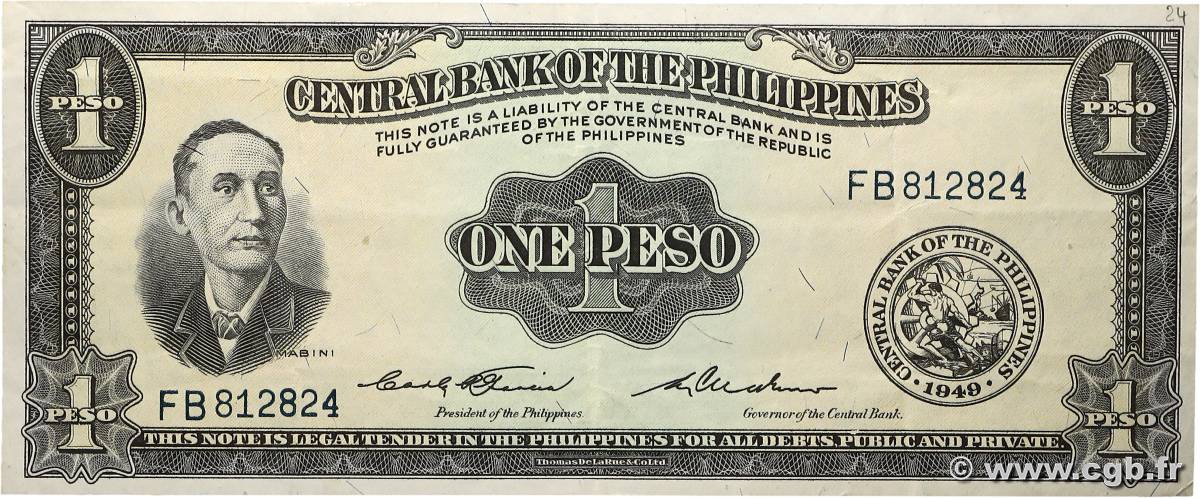 24
1
PESO
1
PESO
CENTRAL BANK OF THE PHILIPPINES
THIS NOTE IS A LIABILITY OF THE CENTRAL BANK AND IS
FULLY GUARANTEED BY THE GOVERNMENT OF THE REPUBLIC
OF THE PHILIPPINES
FB812824
1
ONE PESO
CENTRAL BANK OF THE PHILIPPINES
· 1949 ·
MABINI
FB812824
President of the Philippines.
Governor of the Central Bank.
1
PESO
1
PESO
THIS NOTE IS LEGAL TENDER IN THE PHILIPPINES FOR ALL DEBTS, PUBLIC AND PRIVATE.
Thomas De La Rue & Co Ltd
© www.cgb.fr